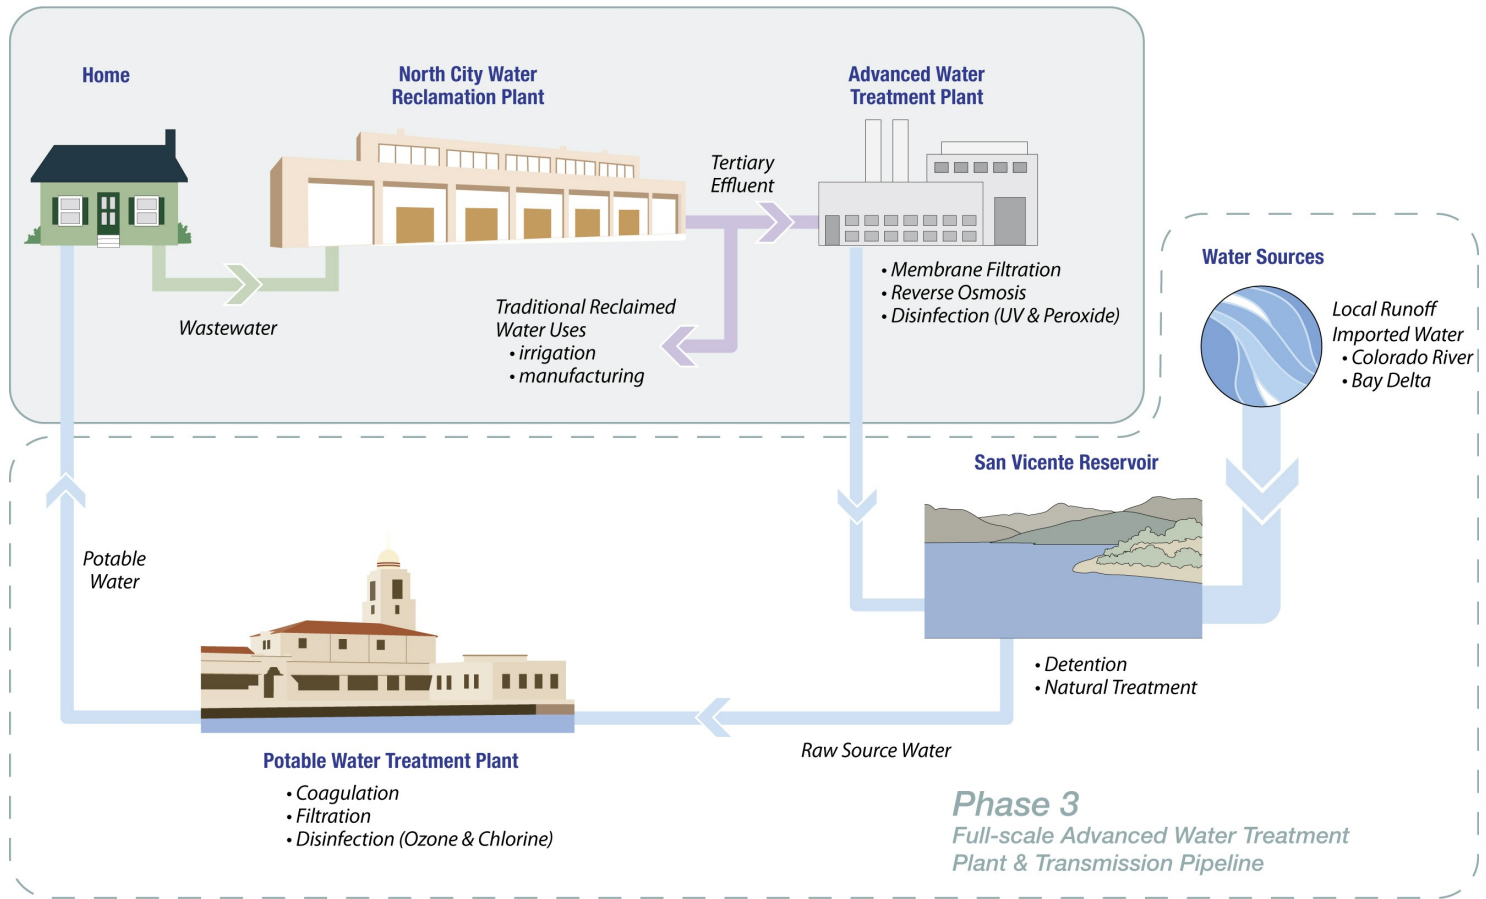 Home
North City Water
Reclamation Plant
Advanced Water
Treatment Plant
Tertiary
Effluent
Wastewater
Traditional Reclaimed
Water Uses
• irrigation
• manufacturing
• Membrane Filtration
• Reverse Osmosis
• Disinfection (UV & Peroxide)
Water Sources
Local Runoff
Imported Water
• Colorado River
• Bay Delta
San Vicente Reservoir
• Detention
• Natural Treatment
Raw Source Water
Potable
Water
Potable Water Treatment Plant
• Coagulation
• Filtration
• Disinfection (Ozone & Chlorine)
Phase 3
Full-scale Advanced Water Treatment
Plant & Transmission Pipeline